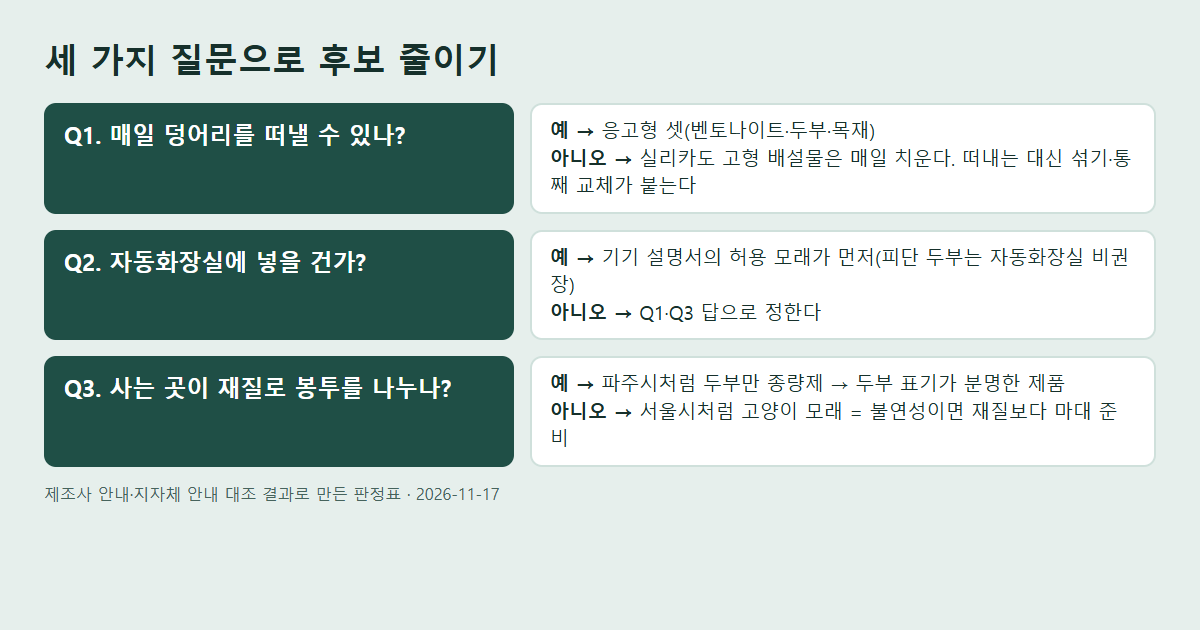 세 가지 질문으로 후보 줄이기
Q1. 매일 덩어리를 떠낼 수 있나?
예 → 응고형 셋(벤토나이트·두부·목재)
아니오 → 실리카도 고형 배설물은 매일 치운다. 떠내는 대신 섞기·통
째 교체가 붙는다
Q2. 자동화장실에 넣을 건가?
예 → 기기 설명서의 허용 모래가 먼저(피단 두부는 자동화장실 비권
장)
아니오 → Q1·Q3 답으로 정한다
Q3. 사는 곳이 재질로 봉투를 나누나?
예 → 파주시처럼 두부만 종량제 → 두부 표기가 분명한 제품
아니오 → 서울시처럼 고양이 모래 = 불연성이면 재질보다 마대 준
비
제조사 안내·지자체 안내 대조 결과로 만든 판정표 · 2026-11-17